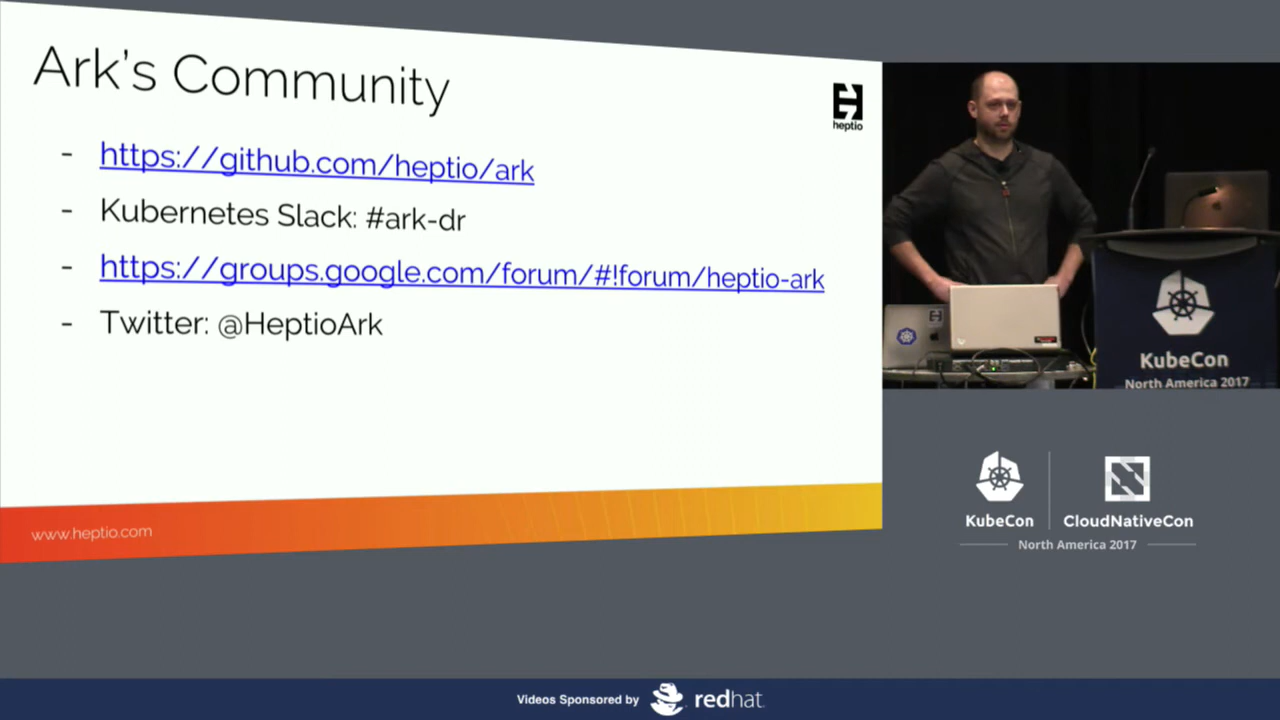 Ark's Community
heptio
- https://github.com/heptio/ark
- Kubernetes Slack: #ark-dr
- https://groups.google.com/forum/#!forum/heptio-ark
- Twitter: @HeptioArk
www.heptio.com
KubeCon
North America 2017
KubeCon
CloudNativeCon
North America 2017
Videos Sponsored by
redhat.